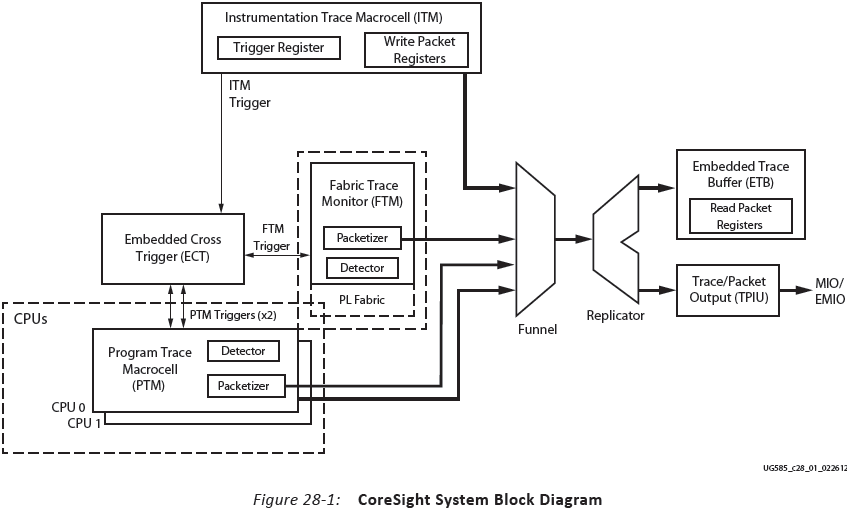 Instrumentation Trace Macrocell (ITM)
Trigger Register
Write Packet
Registers
ITM
Trigger
Fabric Trace
Monitor (FTM)
Packetizer
Detector
PL Fabric
Embedded Cross
Trigger (ECT)
FTM
Trigger
PTM Triggers (x2)
CPUs
Program Trace
Macrocell
(PTM)
Detector
Packetizer
CPU 0
CPU 1
Funnel
Replicator
Embedded Trace
Buffer (ETB)
Read Packet
Registers
Trace/Packet
Output (TPIU)
MIO/
EMIO
UG585_c28_01_022612
Figure 28-1: CoreSight System Block Diagram